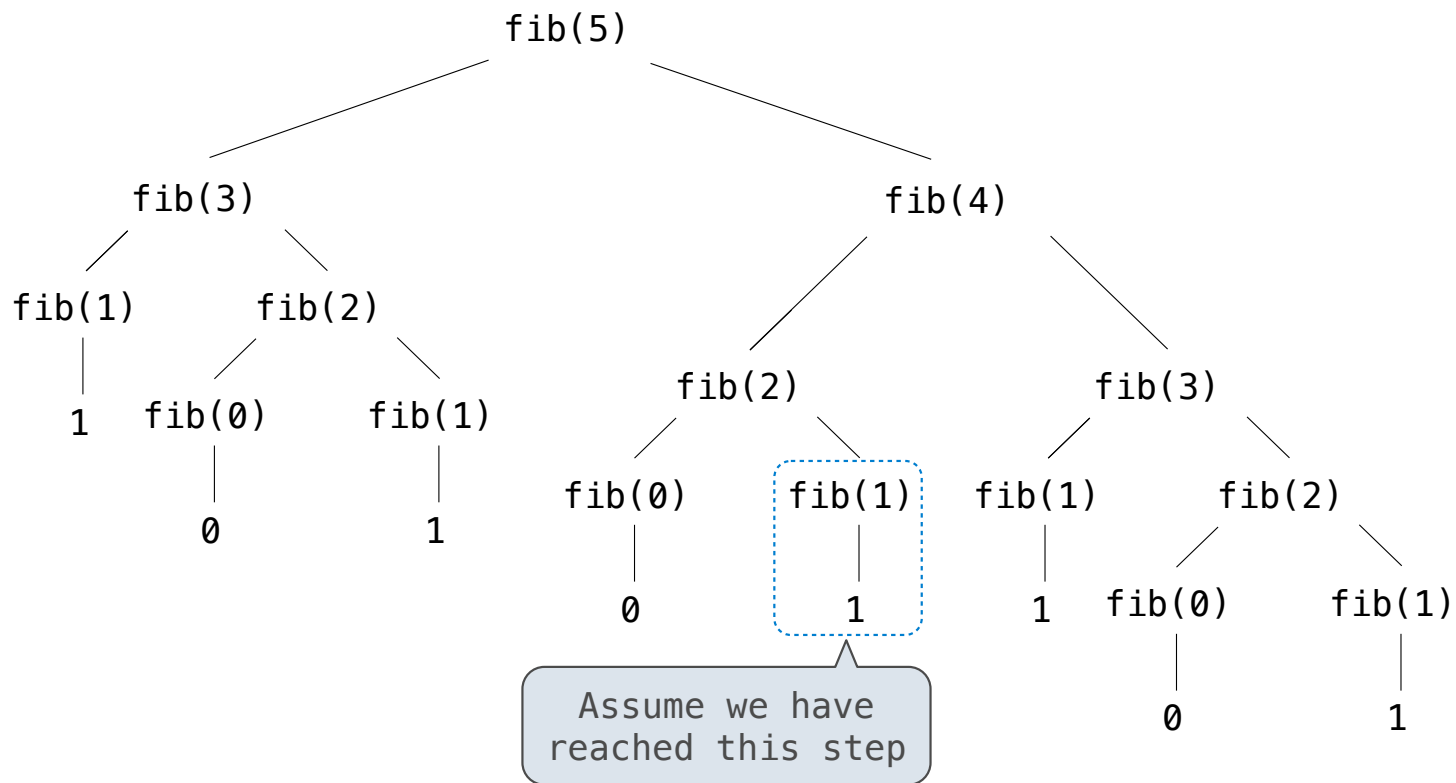 fib(5)
fib(3)
fib(4)
fib(1)
fib(2)
fib(2)
fib(3)
1
fib(0)
fib(1)
fib(0)
fib(1)
fib(1)
fib(2)
0
1
0
1
1
fib(0)
fib(1)
0
1
Assume we have
reached this step